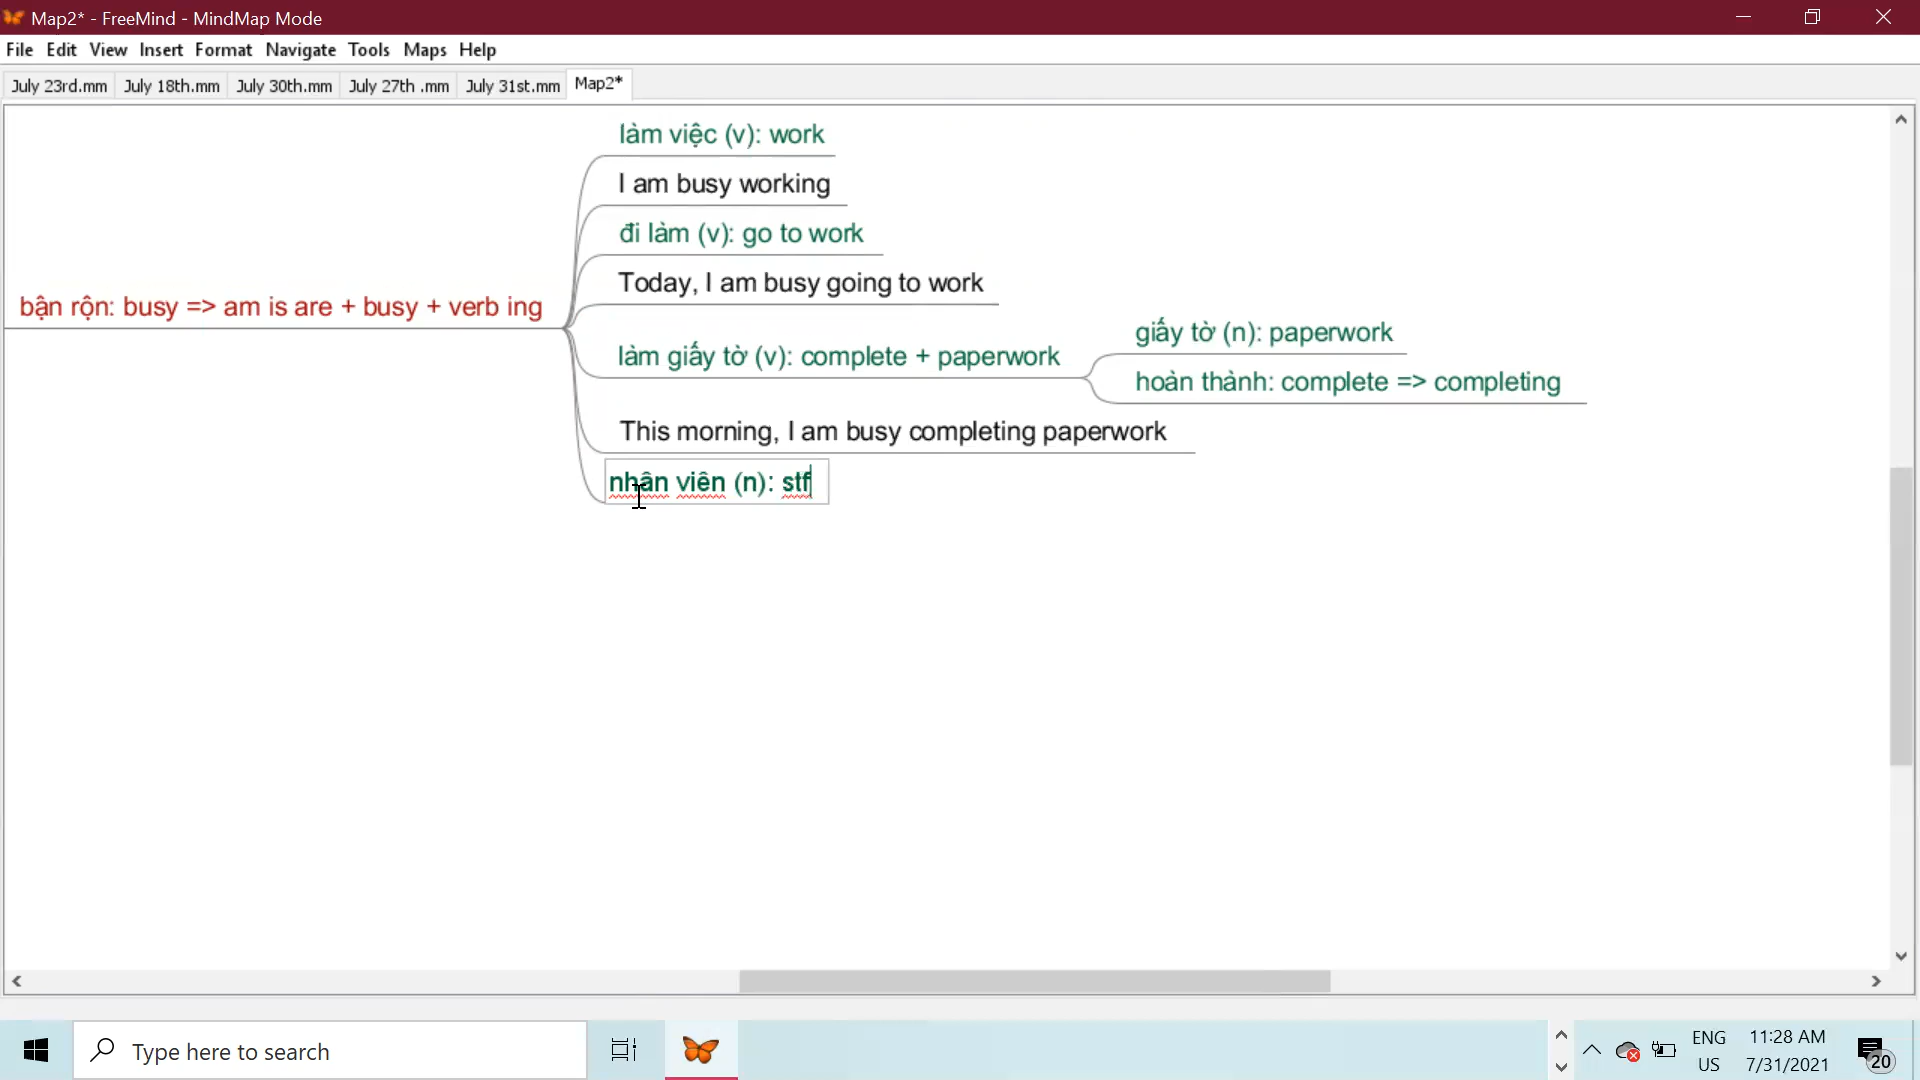 Map2* - FreeMind - MindMap Mode
File Edit View Insert Format Navigate Tools Maps Help
July 23rd.mm July 18th.mm July 30th.mm July 27th .mm July 31st.mm Map2*
làm việc (v): work
I am busy working
đi làm (v): go to work
Today, I am busy going to work
bận rộn: busy => am is are + busy + verb ing
giấy tờ (n): paperwork
làm giấy tờ (v): complete + paperwork
hoàn thành: complete => completing
This morning, I am busy completing paperwork
nhân viên (n): stf
Type here to search
ENG
US
11:28 AM
7/31/2021
20